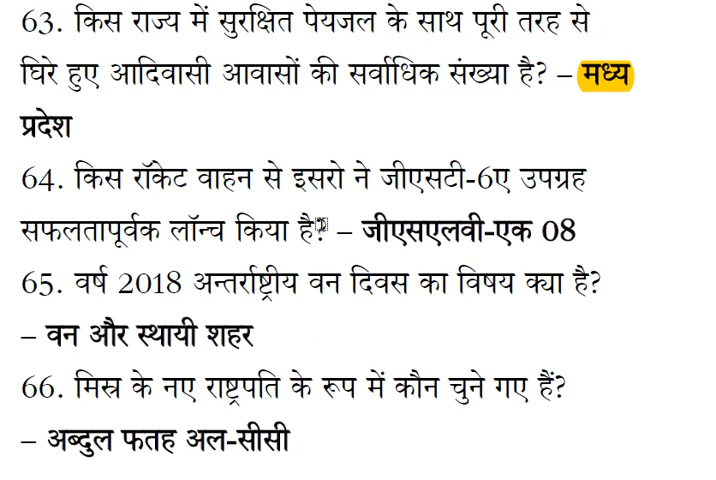 63. किस राज्य में सुरक्षित पेयजल के साथ पूरी तरह से
घिरे हुए आदिवासी आवासों की सर्वाधिक संख्या है? – मध्य
प्रदेश
64. किस रॉकेट वाहन से इसरो ने जीएसटी-6ए उपग्रह
सफलतापूर्वक लॉन्च किया है? – जीएसएलवी-एक 08
65. वर्ष 2018 अन्तर्राष्ट्रीय वन दिवस का विषय क्या है?
– वन और स्थायी शहर
66. मिस्र के नए राष्ट्रपति के रूप में कौन चुने गए हैं?
– अब्दुल फतह अल-सीसी